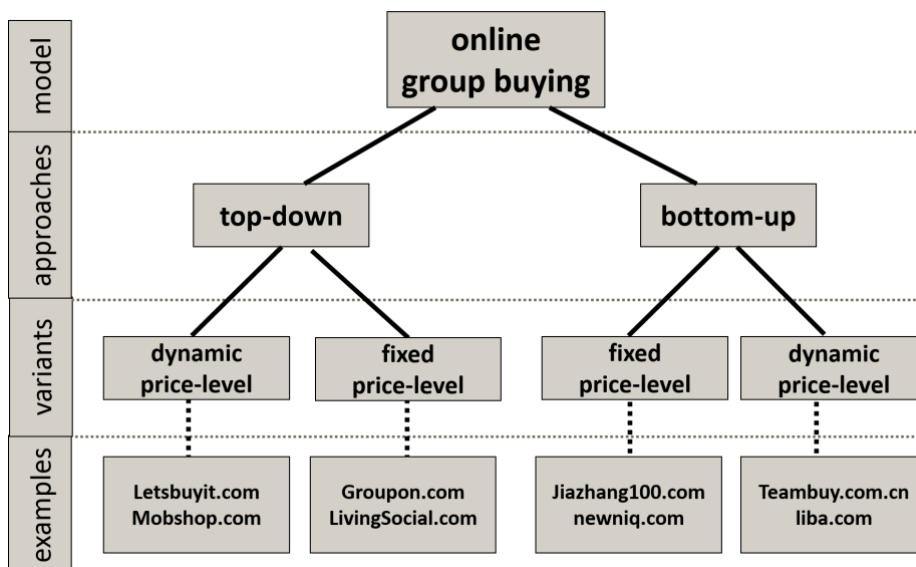 model
online
group buying
approaches
top-down
bottom-up
variants
dynamic
price-level
fixed
price-level
fixed
price-level
dynamic
price-level
examples
Letsbuyit.com
Mobshop.com
Groupon.com
LivingSocial.com
Jiazhang100.com
newniq.com
Teambuy.com.cn
liba.com